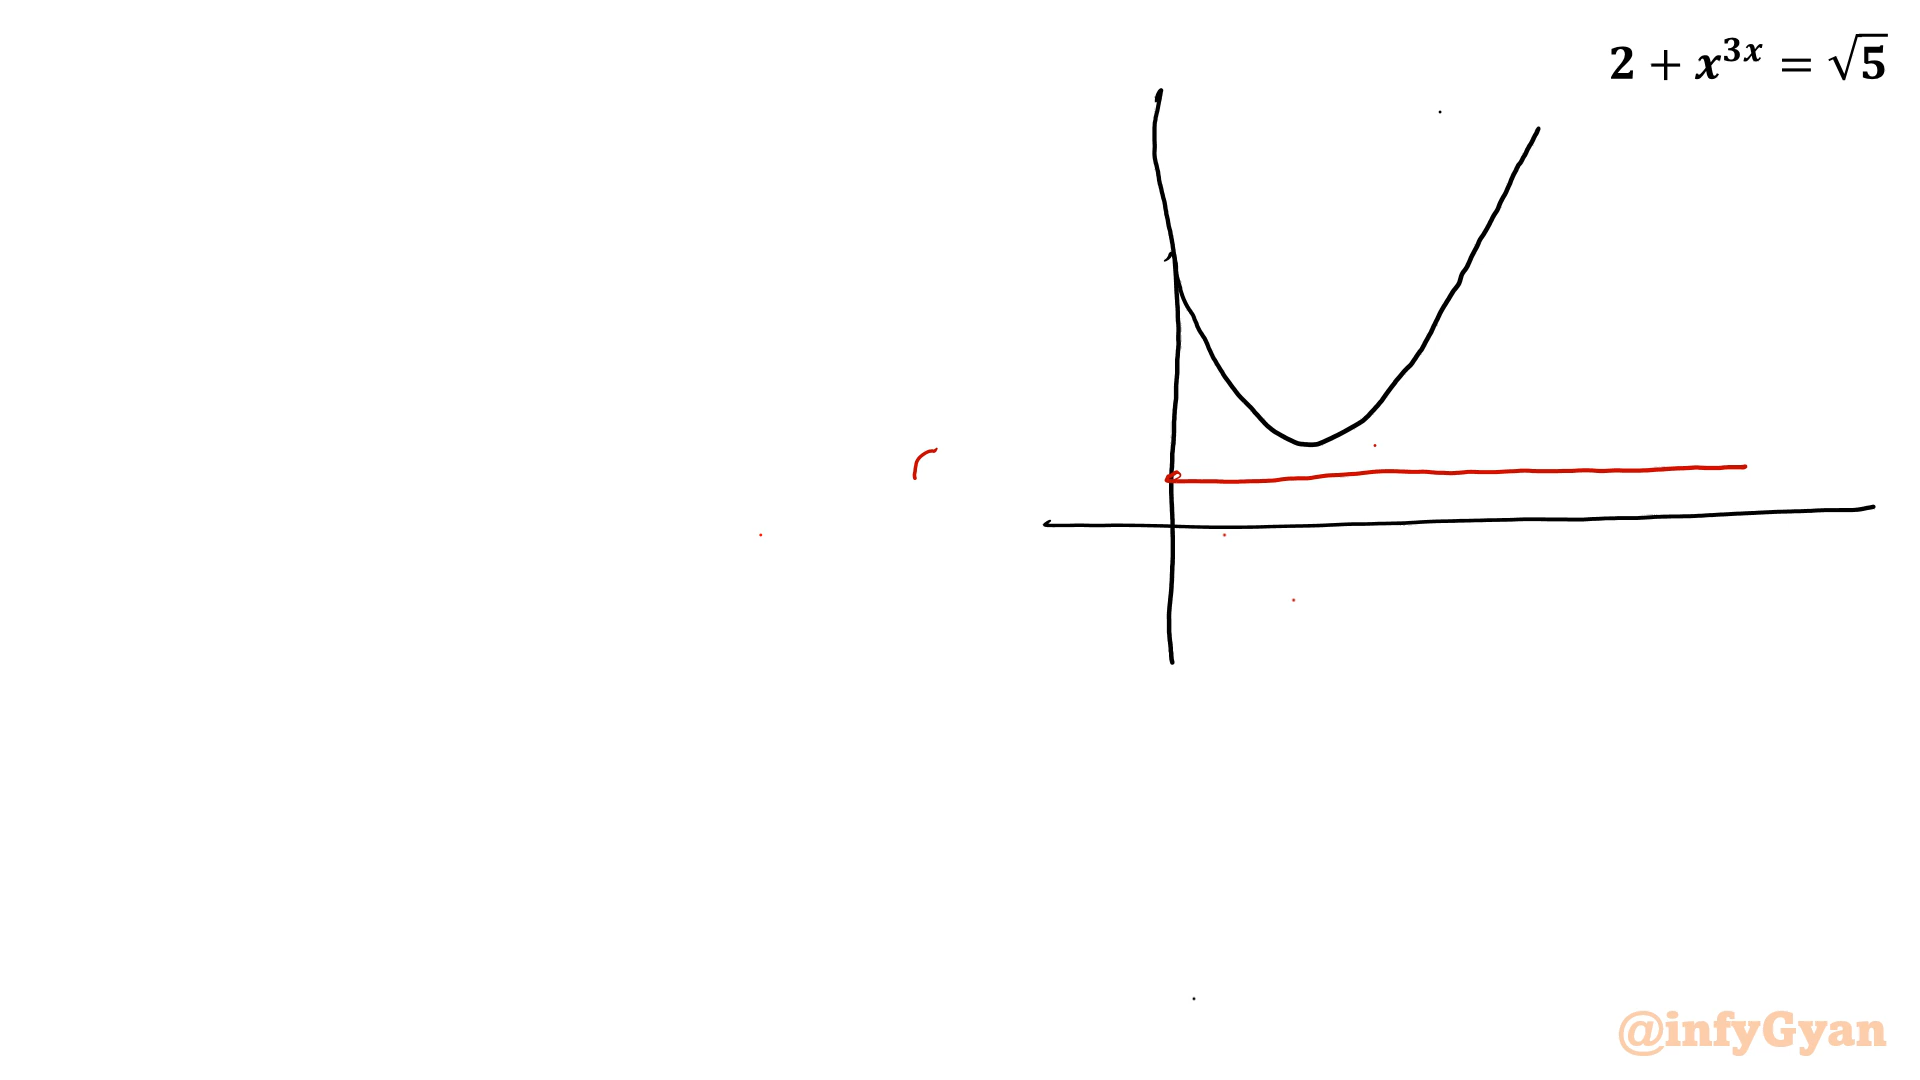 2 + x^{3x} = √5
@infyGyan